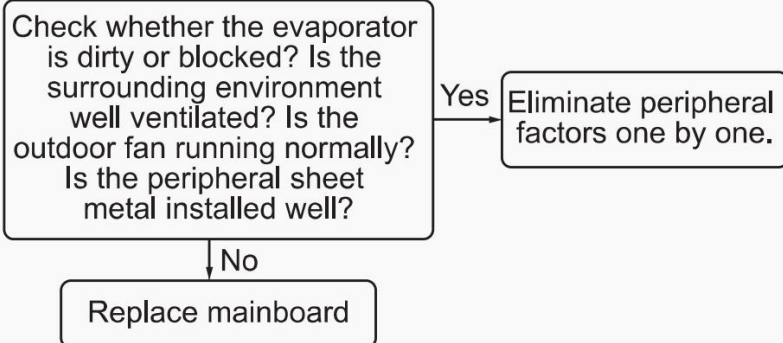 Check whether the evaporator
is dirty or blocked? Is the
surrounding environment
well ventilated? Is the
outdoor fan running normally?
Is the peripheral sheet
metal installed well?
Yes
Eliminate peripheral
factors one by one.
No
Replace mainboard